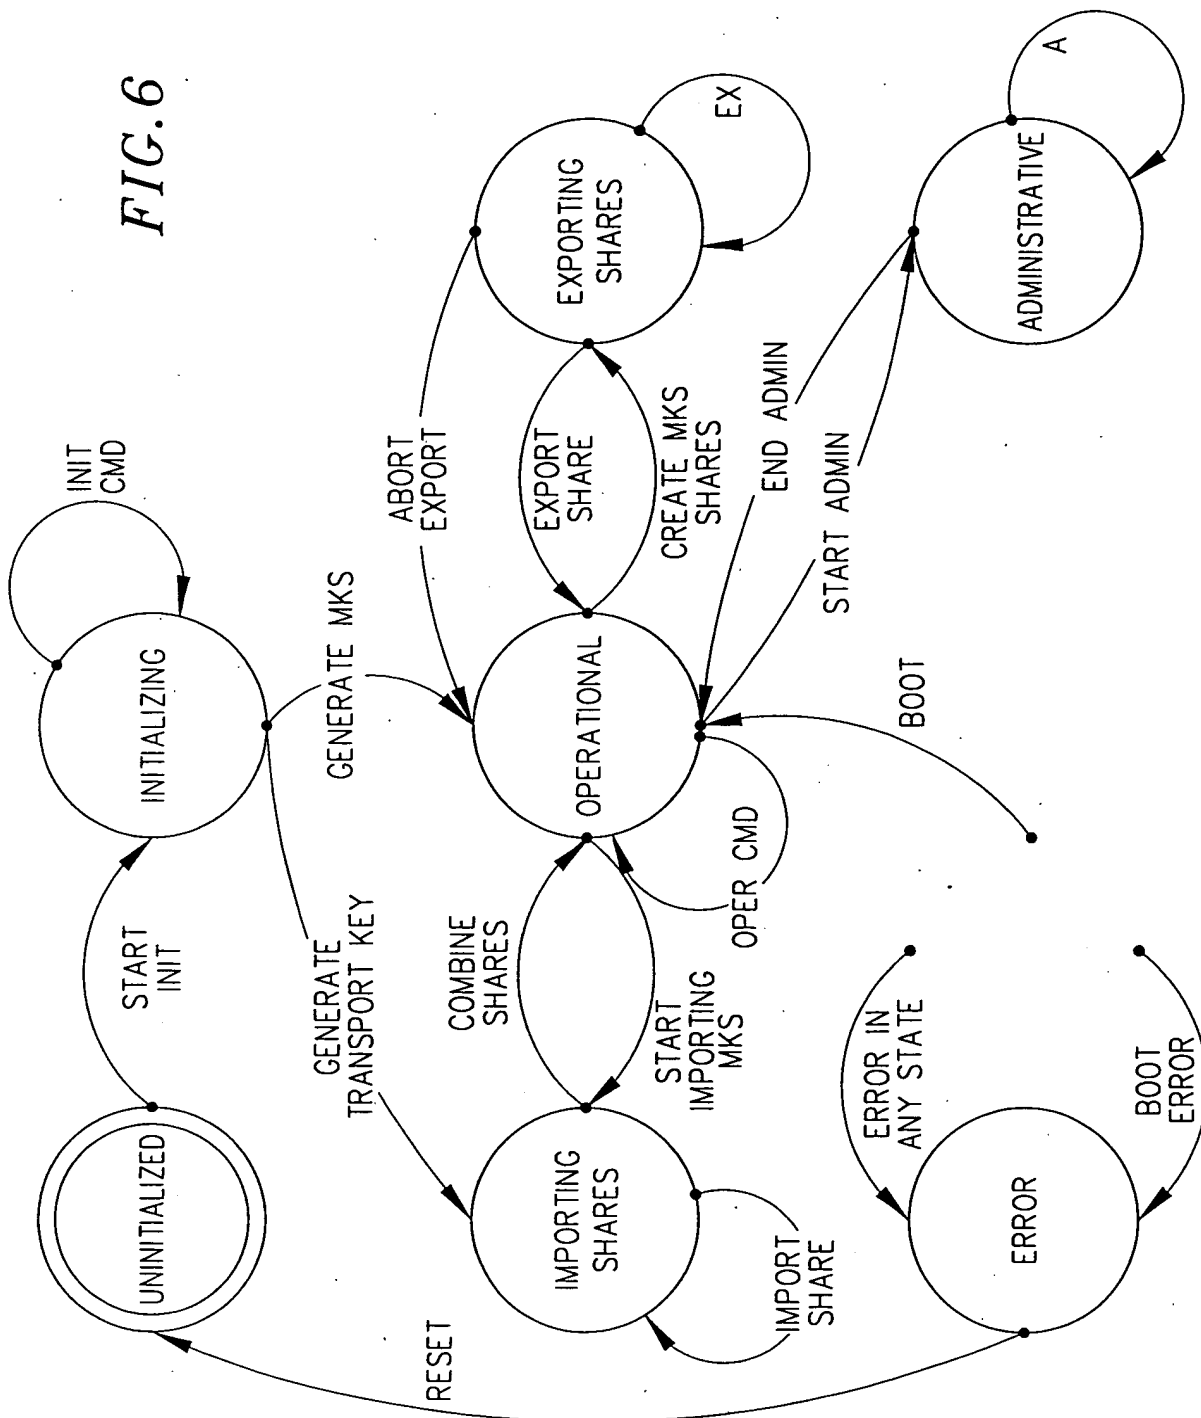 FIG.6
RESET
UNINITIALIZED
START
INIT
INITIALIZING
INIT
CMD
GENERATE
TRANSPORT KEY
GENERATE MKS
ABORT
EXPORT
IMPORTING
SHARES
COMBINE
SHARES
START
IMPORTING
MKS
OPERATIONAL
EXPORT
SHARE
CREATE MKS
SHARES
EXPORTING
SHARES
EX
IMPORT
SHARE
OPER CMD
END ADMIN
START ADMIN
BOOT
ERROR
ERROR IN
ANY STATE
BOOT
ERROR
ADMINISTRATIVE
A